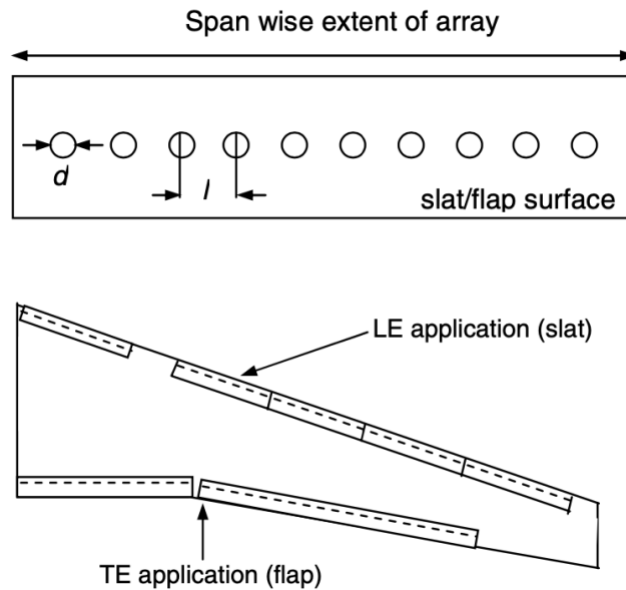 Span wise extent of array
d
l
slat/flap surface
LE application (slat)
TE application (flap)